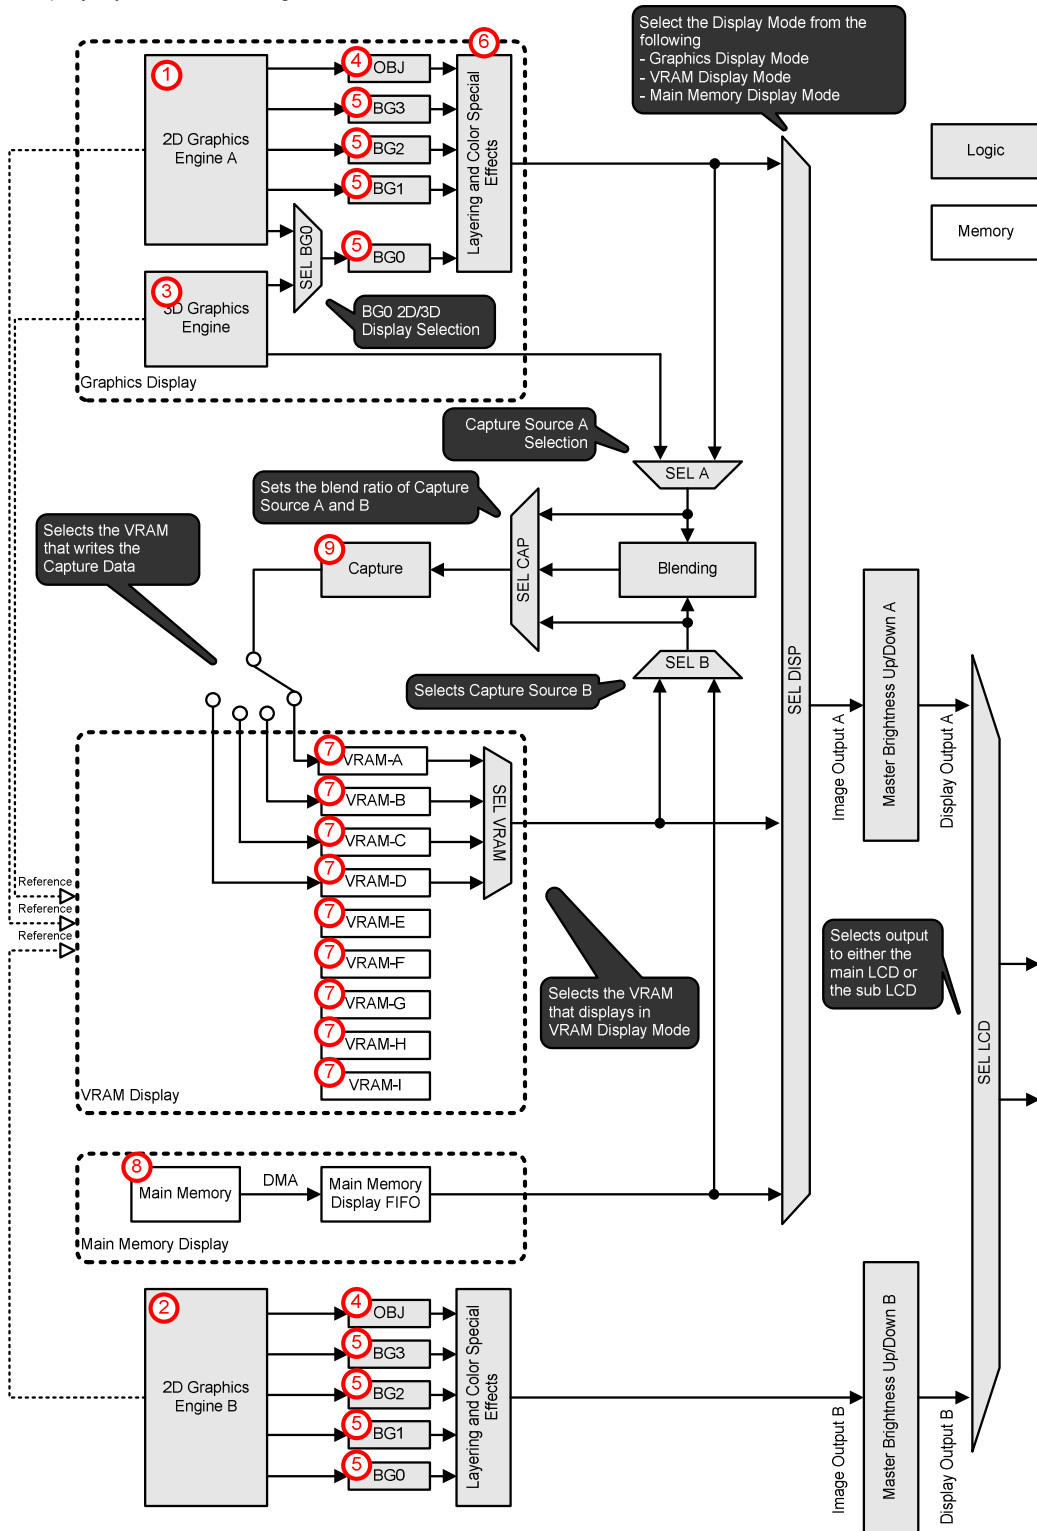 Select the Display Mode from the
following
- Graphics Display Mode
- VRAM Display Mode
- Main Memory Display Mode
Logic
Memory
1
2D Graphics
Engine A
4
OBJ
5
BG3
5
BG2
5
BG1
5
BG0
6
Layering and Color Special
Effects
SEL BG0
3
3D Graphics
Engine
BG0 2D/3D
Display Selection
Graphics Display
Capture Source A
Selection
SEL A
Sets the blend ratio of Capture
Source A and B
Selects the VRAM
that writes the
Capture Data
9
Capture
SEL CAP
Blending
SEL B
Selects Capture Source B
SEL DISP
Image Output A
Master Brightness Up/Down A
Display Output A
7
VRAM-A
7
VRAM-B
7
VRAM-C
7
VRAM-D
7
VRAM-E
7
VRAM-F
7
VRAM-G
7
VRAM-H
7
VRAM-I
SEL VRAM
Reference
Reference
Reference
Selects the VRAM
that displays in
VRAM Display Mode
Selects output
to either the
main LCD or
the sub LCD
SEL LCD
VRAM Display
8
Main Memory
DMA
Main Memory
Display FIFO
Main Memory Display
2
2D Graphics
Engine B
4
OBJ
5
BG3
5
BG2
5
BG1
5
BG0
Layering and Color Special
Effects
Image Output B
Master Brightness Up/Down B
Display Output B